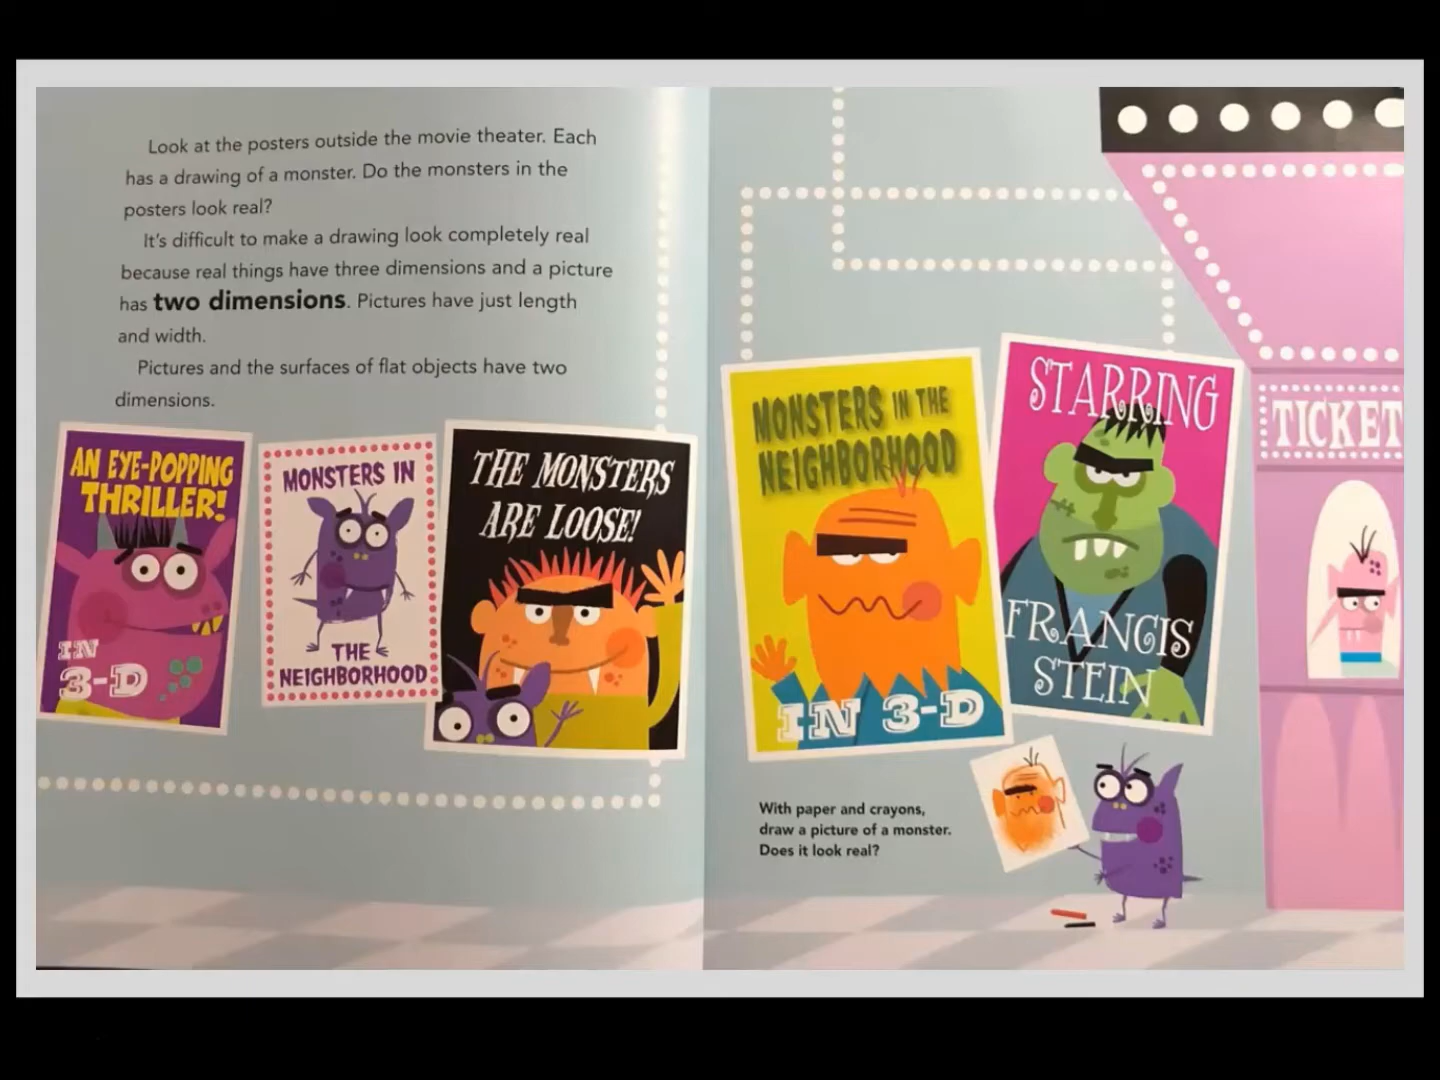 Look at the posters outside the movie theater. Each
has a drawing of a monster. Do the monsters in the
posters look real?
It's difficult to make a drawing look completely real
because real things have three dimensions and a picture
has two dimensions. Pictures have just length
and width.
Pictures and the surfaces of flat objects have two
dimensions.
AN EYE-POPPING
THRILLER!
IN
3-D
MONSTERS IN
THE
NEIGHBORHOOD
THE MONSTERS
ARE LOOSE!
MONSTERS IN THE
NEIGHBORHOOD
IN 3-D
STARRING
FRANCIS
STEIN
TICKET
With paper and crayons,
draw a picture of a monster.
Does it look real?